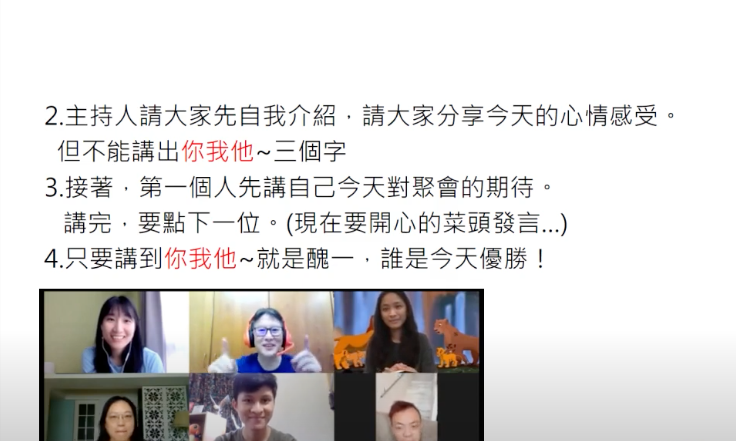 2.主持人請大家先自我介紹，請大家分享今天的心情感受。
但不能講出你我他~三個字
3.接著，第一個人先講自己今天對聚會的期待。
講完，要點下一位。(現在要開心的菜頭發言...)
4.只要講到你我他~就是醜一，誰是今天優勝！